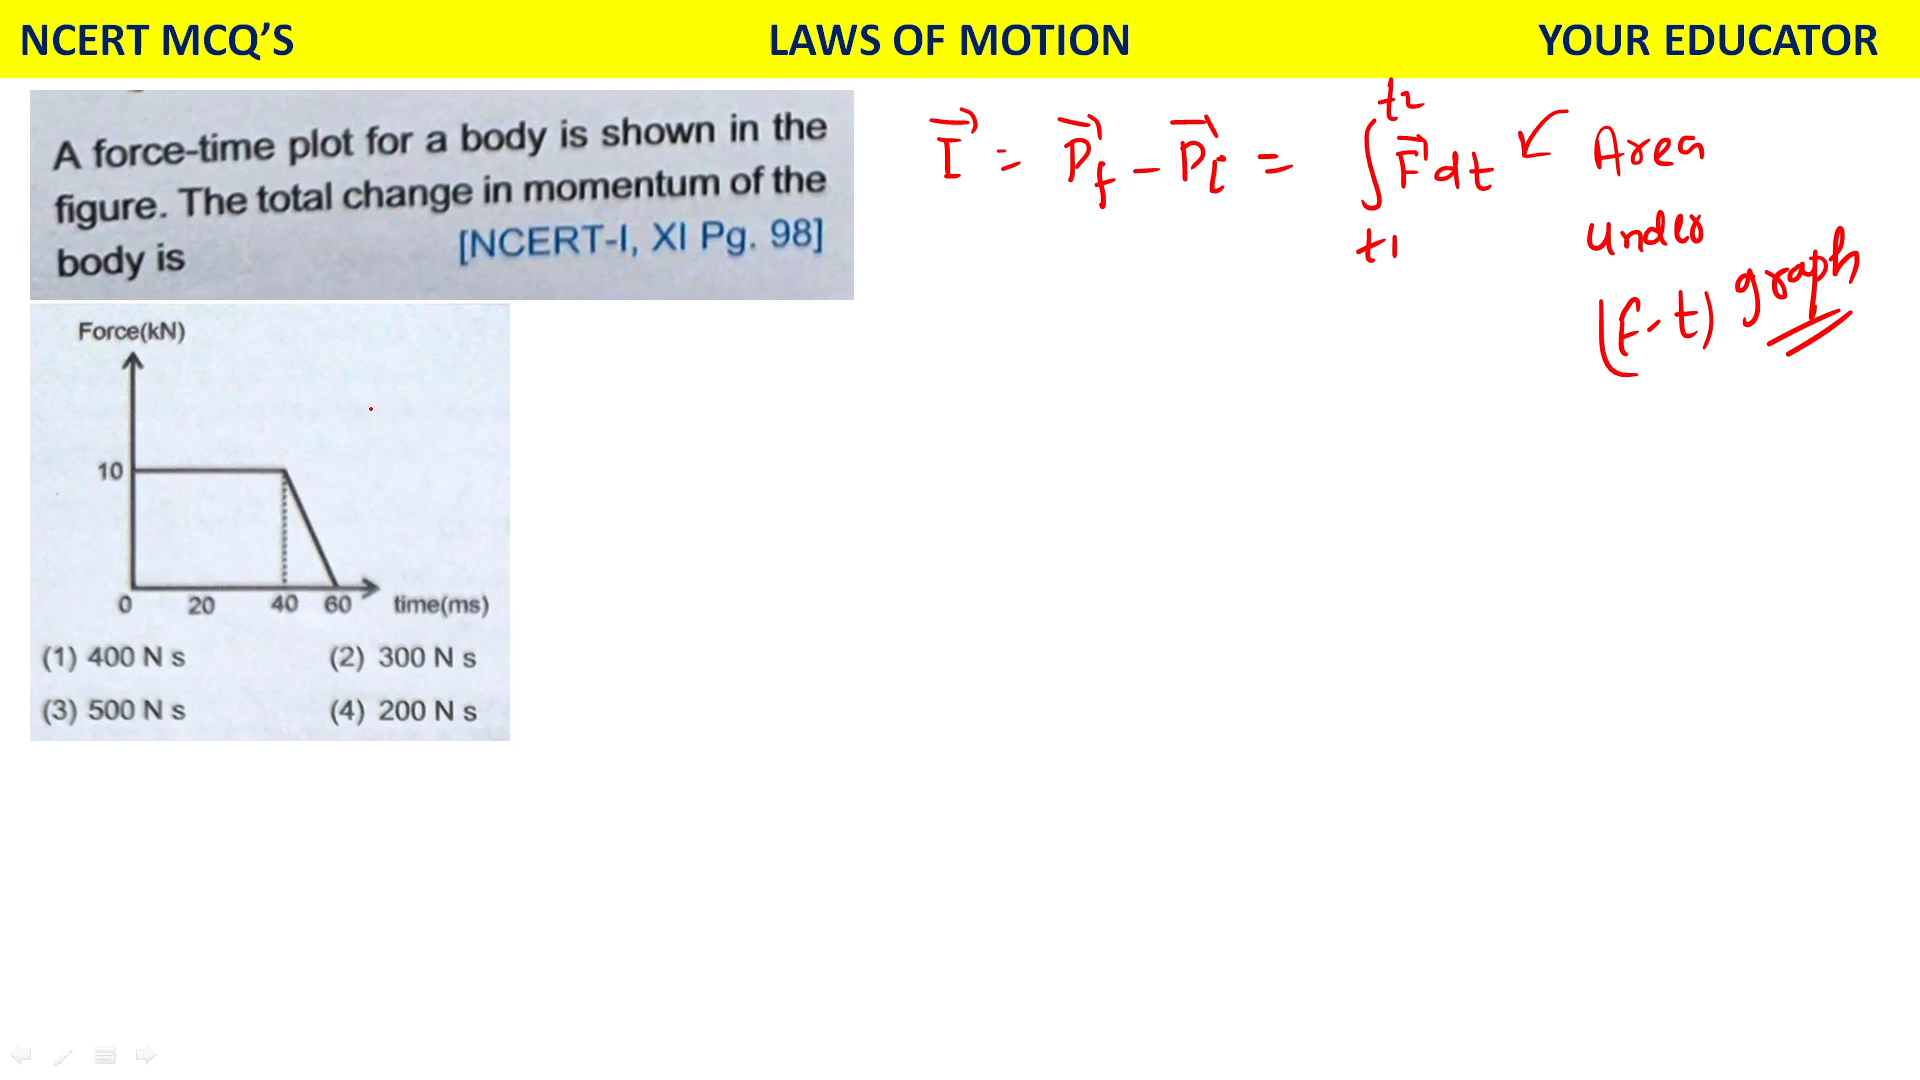 NCERT MCQ’S LAWS OF MOTION YOUR EDUCATOR
A force-time plot for a body is shown in the
figure. The total change in momentum of the
body is [NCERT-I, XI Pg. 98]
I = Pf - Pi = ∫t1t2 F dt ↙ Area
under
(F-t) graph
Force(kN)
10
0 20 40 60 time(ms)
(1) 400 N s (2) 300 N s
(3) 500 N s (4) 200 N s